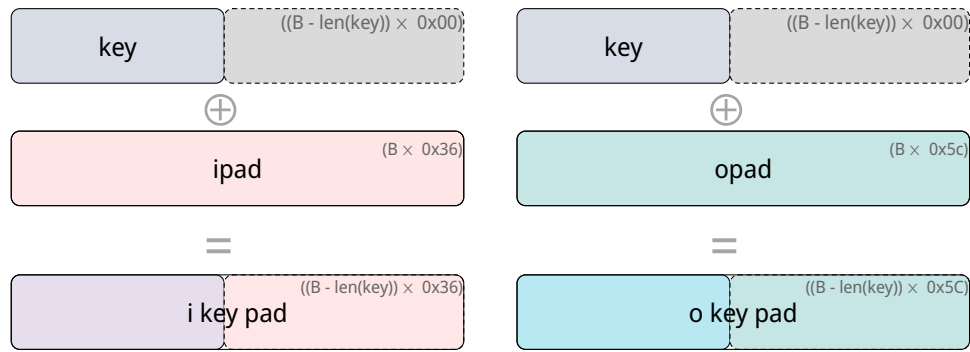 ((B - len(key)) × 0x00)
key
⊕
(B × 0x36)
ipad
=
((B - len(key)) × 0x36)
i key pad
((B - len(key)) × 0x00)
key
⊕
(B × 0x5c)
opad
=
((B - len(key)) × 0x5C)
o key pad